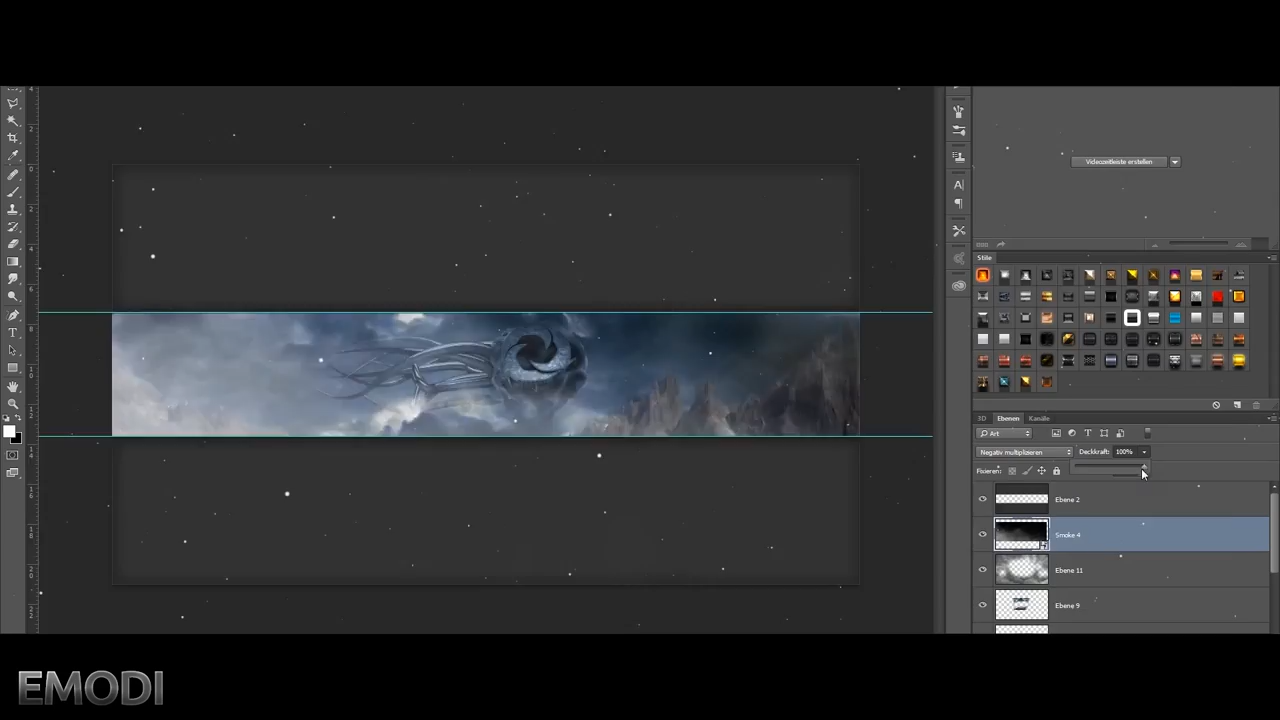 Videozeitleiste erstellen
Stile
3D Ebenen Kanäle
Art
Negativ multiplizieren Deckkraft: 100%
Fixieren:
Ebene 2
Smoke 4
Ebene 11
Ebene 9
EMODI